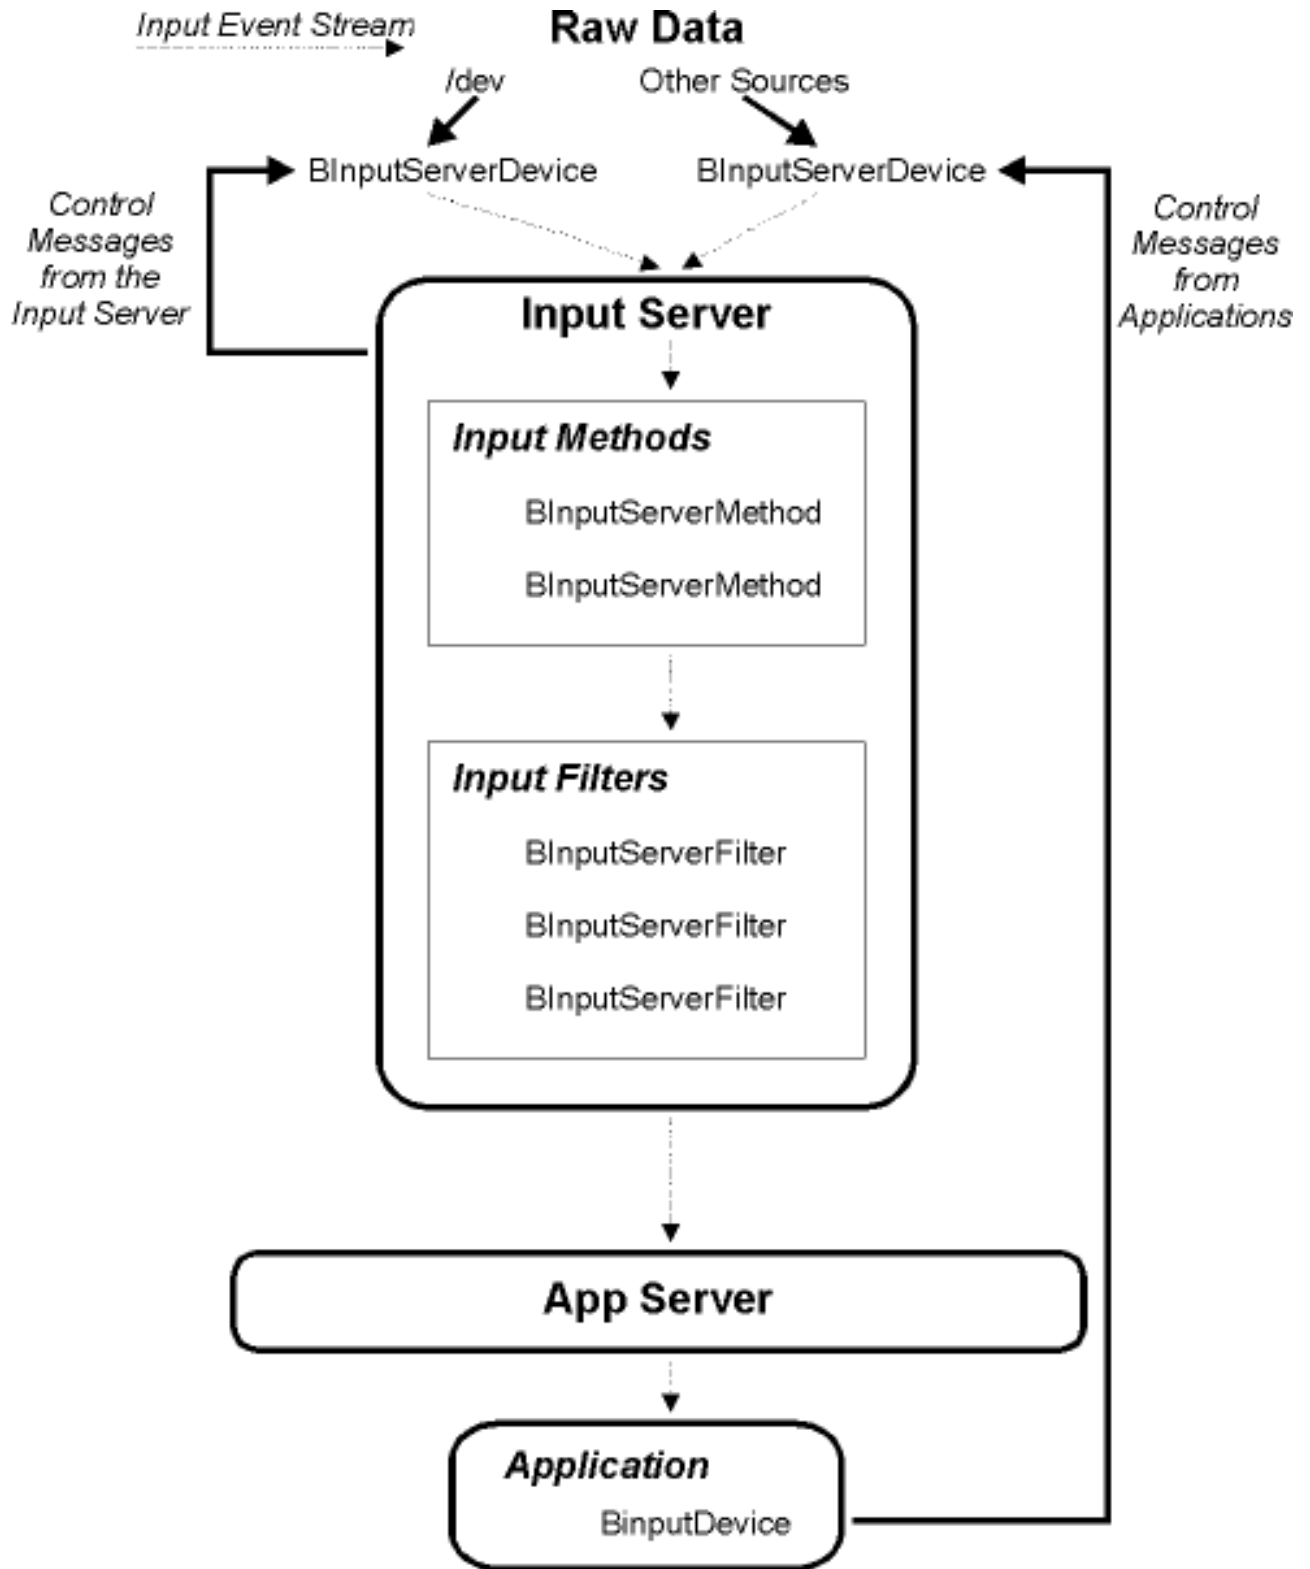 Input Event Stream
Raw Data
/dev
Other Sources
BInputServerDevice
BInputServerDevice
Control
Messages
from the
Input Server
Control
Messages
from
Applications
Input Server
Input Methods
BInputServerMethod
BInputServerMethod
Input Filters
BInputServerFilter
BInputServerFilter
BInputServerFilter
App Server
Application
BinputDevice